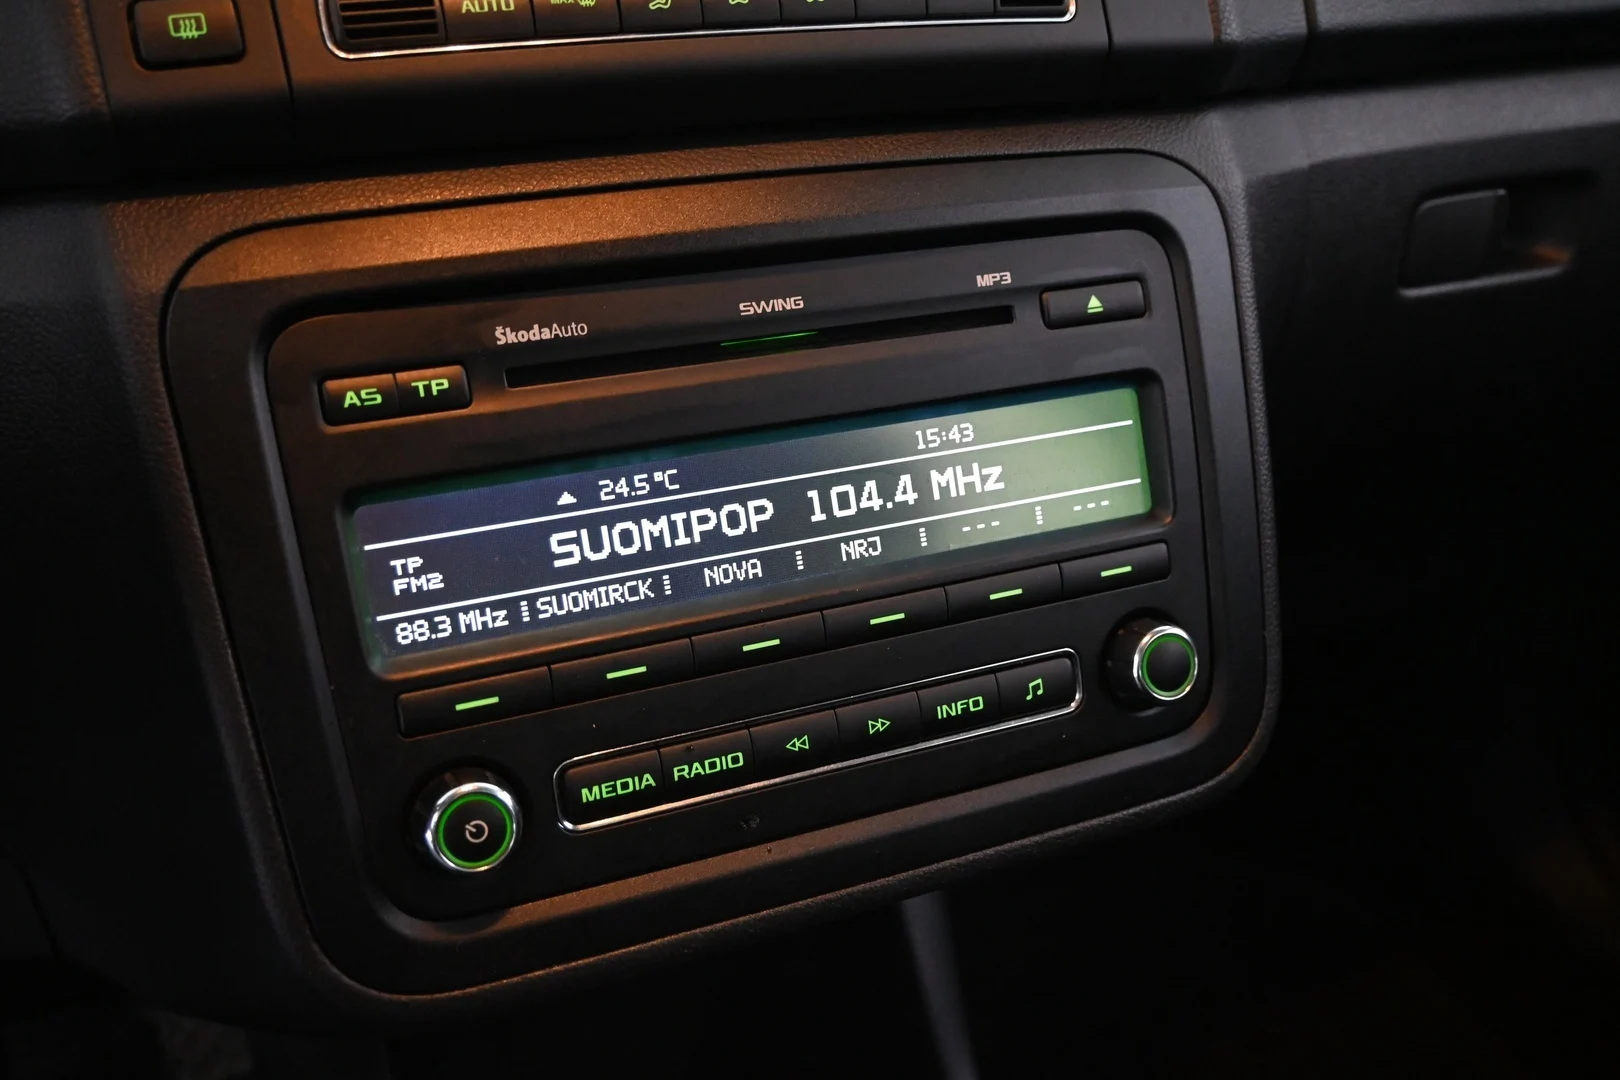 AUTO MAX
MP3
SWING
ŠkodaAuto
AS TP
24.5°C 15:43
SUOMIPOP 104.4 MHz
TP
FM2
88.3 MHz SUOMIRCK NOVA NRJ --- ---
MEDIA RADIO INFO